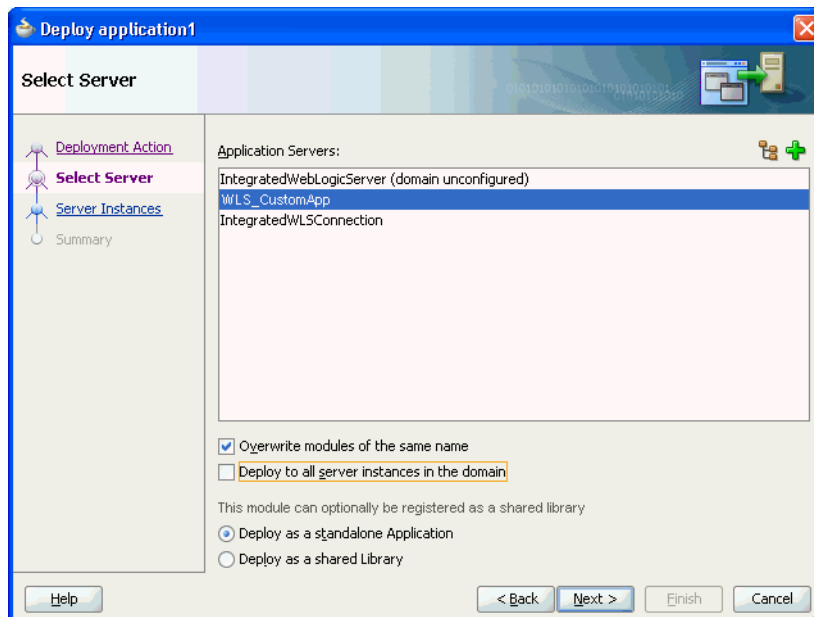 Deploy application1
Select Server
Deployment Action
Select Server
Server Instances
Summary
Application Servers:
IntegratedWebLogicServer (domain unconfigured)
WLS_CustomApp
IntegratedWLSConnection
Overwrite modules of the same name
Deploy to all server instances in the domain
This module can optionally be registered as a shared library
Deploy as a standalone Application
Deploy as a shared Library
Help
< Back
Next >
Finish
Cancel